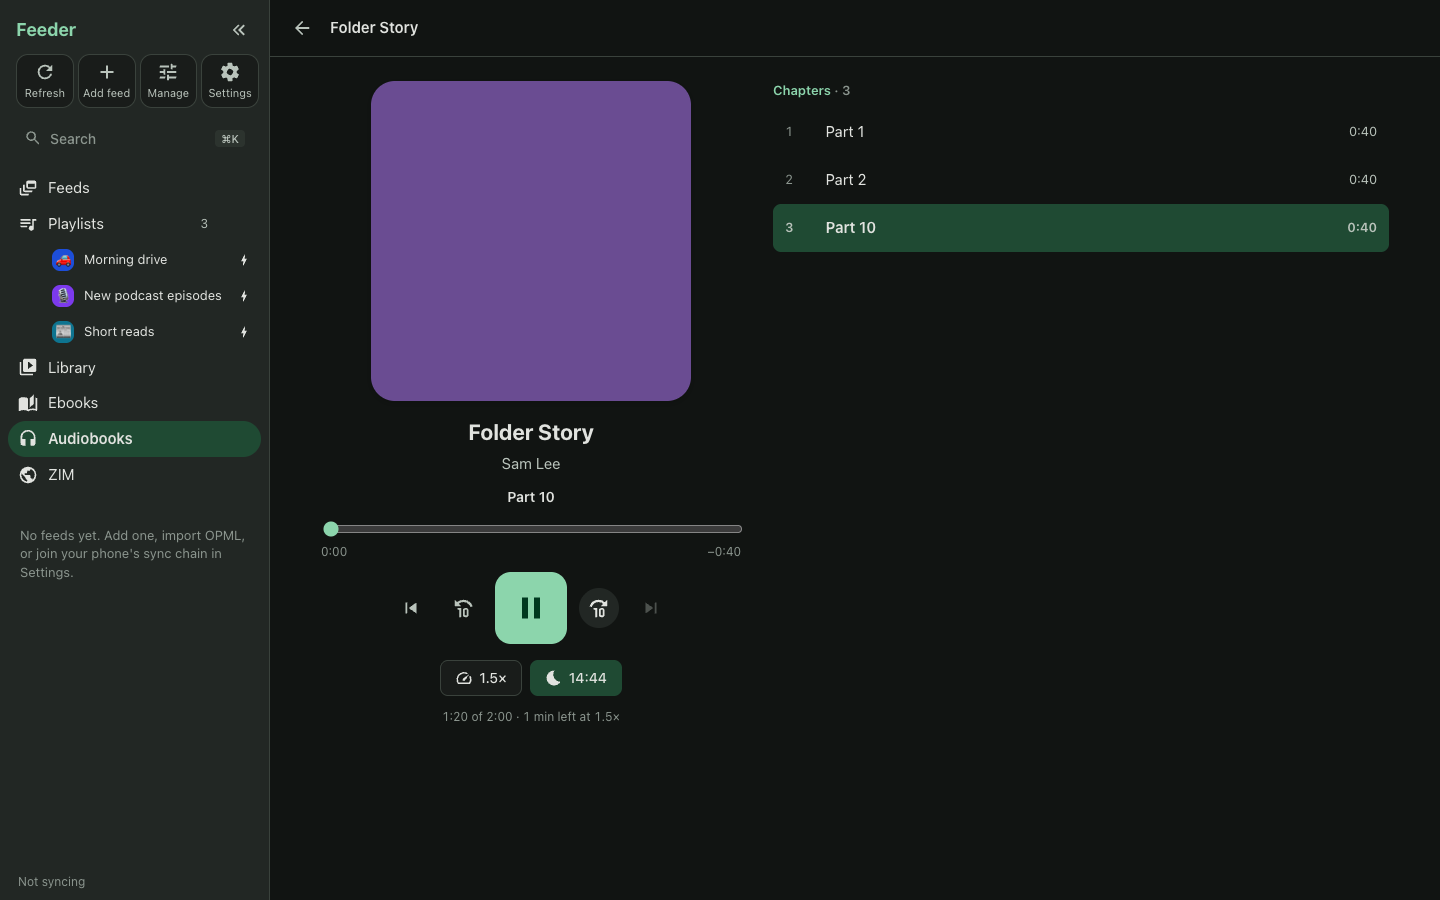 Feeder
Refresh
Add feed
Manage
Settings
Search
⌘K
Feeds
Playlists
3
Morning drive
New podcast episodes
Short reads
Library
Ebooks
Audiobooks
ZIM
No feeds yet. Add one, import OPML,
or join your phone's sync chain in
Settings.
Not syncing
Folder Story
Folder Story
Sam Lee
Part 10
0:00
−0:40
10
10
1.5×
14:44
1:20 of 2:00 · 1 min left at 1.5×
Chapters · 3
1 Part 1 0:40
2 Part 2 0:40
3 Part 10 0:40